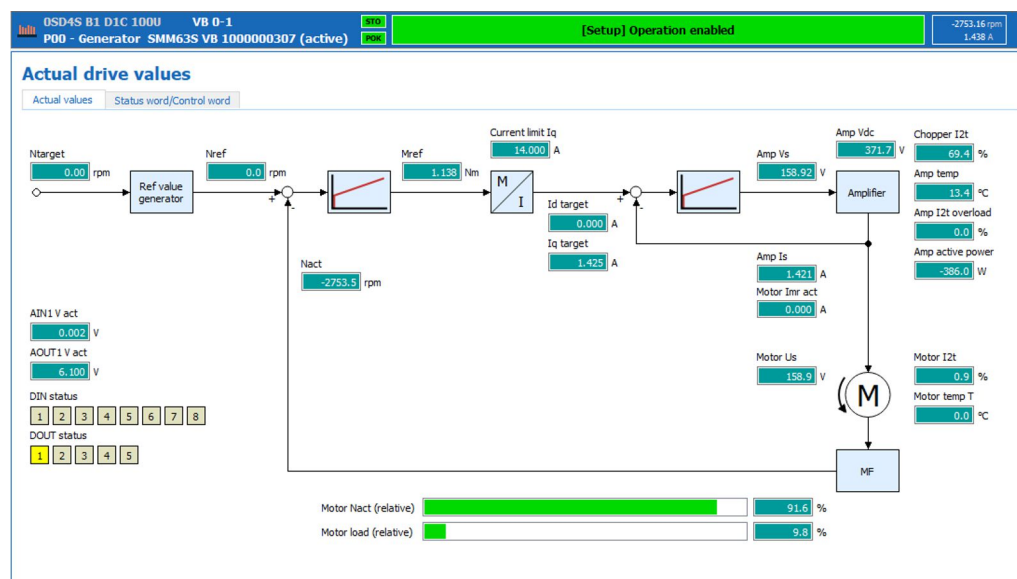 0SD4S B1 D1C 100U VB 0-1
P00 - Generator SMM63S VB 1000000307 (active)
STO
POK
[Setup] Operation enabled
-2753.16 rpm
1.438 A
Actual drive values
Actual values Status word/Control word
Ntarget
0.00 rpm
Ref value
generator
Nref
0.0 rpm
+
-
Mref
1.138 Nm
Current limit Iq
14.000 A
M
I
Id target
0.000 A
Iq target
1.425 A
+
-
Amp Vs
158.92 V
Amp Vdc
371.7 V
Amplifier
Chopper I2t
69.4 %
Amp temp
13.4 °C
Amp I2t overload
0.0 %
Amp active power
-386.0 W
Nact
-2753.5 rpm
Amp Is
1.421 A
Motor Imr act
0.000 A
AIN1 V act
0.002 V
AOUT1 V act
6.100 V
DIN status
1 2 3 4 5 6 7 8
DOUT status
1 2 3 4 5
Motor Us
158.9 V
M
Motor I2t
0.9 %
Motor temp T
0.0 °C
MF
Motor Nact (relative) 91.6 %
Motor load (relative) 9.8 %